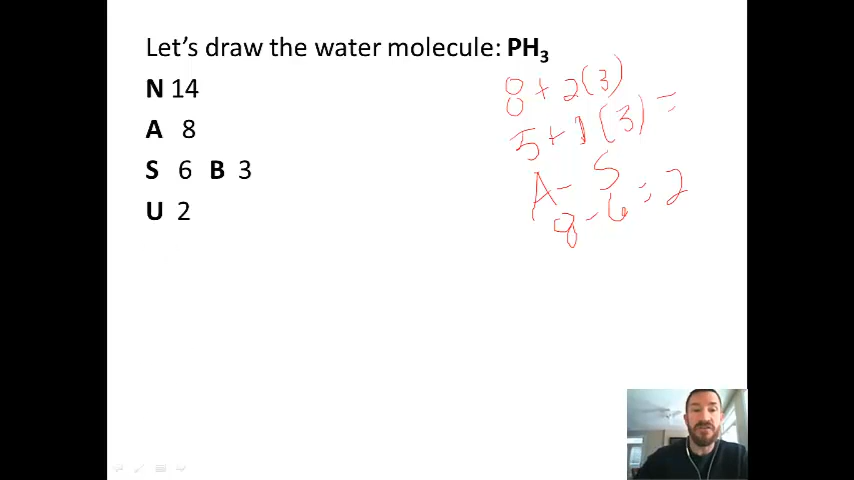 Let's draw the water molecule: PH₃
N 14
A 8
S 6 B 3
U 2
8 + 2(3)
5 + 1(3) =
A - S
8 - 6 = 2